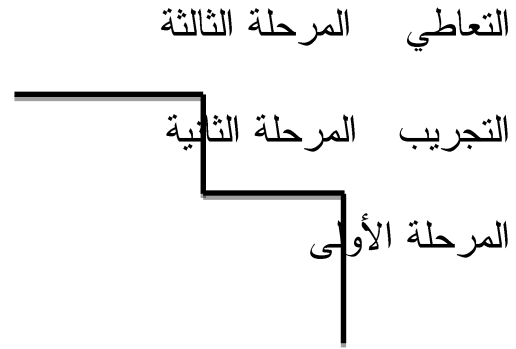 التعاطي المرحلة الثالثة
التجريب المرحلة الثانية
المرحلة الأولى